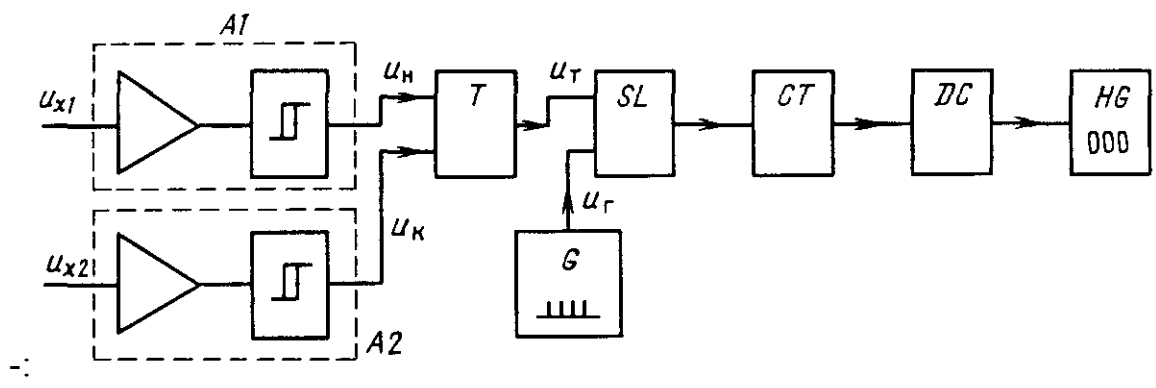 A1
u_x1
u_н
T
u_т
SL
CT
DC
HG
000
u_к
u_г
G
u_x2
A2
-: